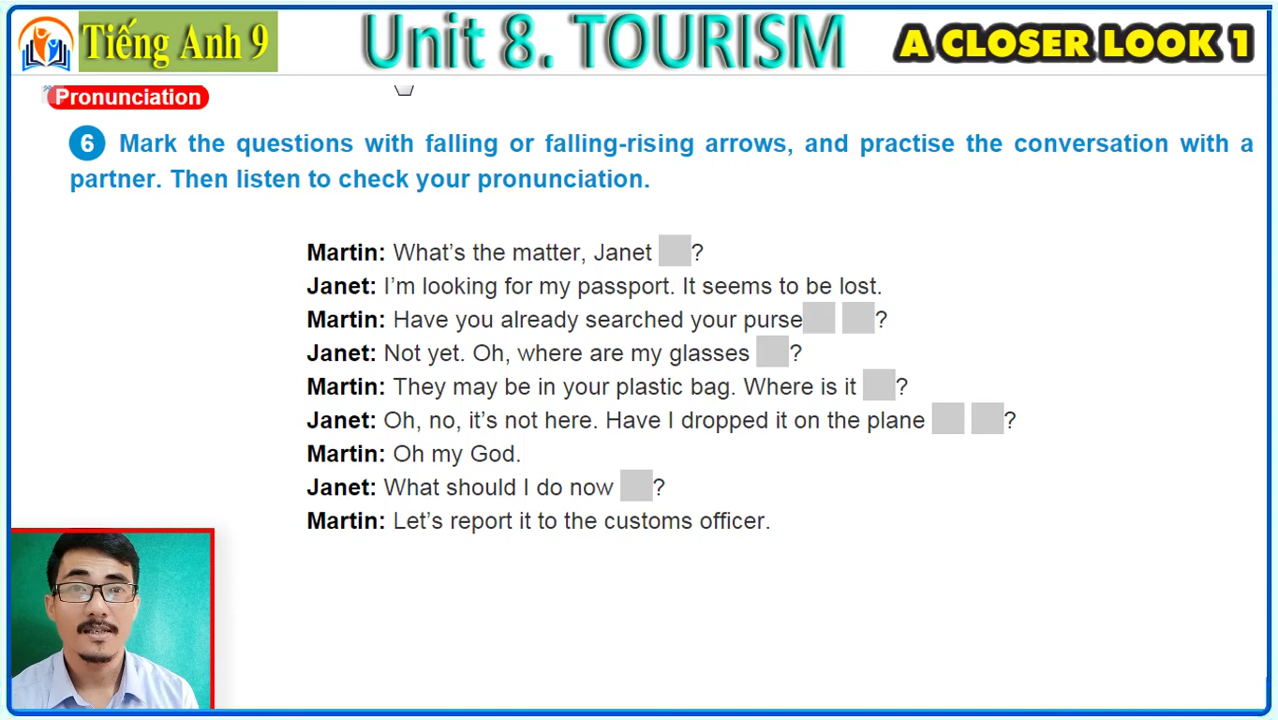 Tiếng Anh 9
Unit 8. TOURISM
A CLOSER LOOK 1
Pronunciation
6 Mark the questions with falling or falling-rising arrows, and practise the conversation with a
partner. Then listen to check your pronunciation.
Martin: What's the matter, Janet ?
Janet: I'm looking for my passport. It seems to be lost.
Martin: Have you already searched your purse ?
Janet: Not yet. Oh, where are my glasses ?
Martin: They may be in your plastic bag. Where is it ?
Janet: Oh, no, it's not here. Have I dropped it on the plane ?
Martin: Oh my God.
Janet: What should I do now ?
Martin: Let's report it to the customs officer.